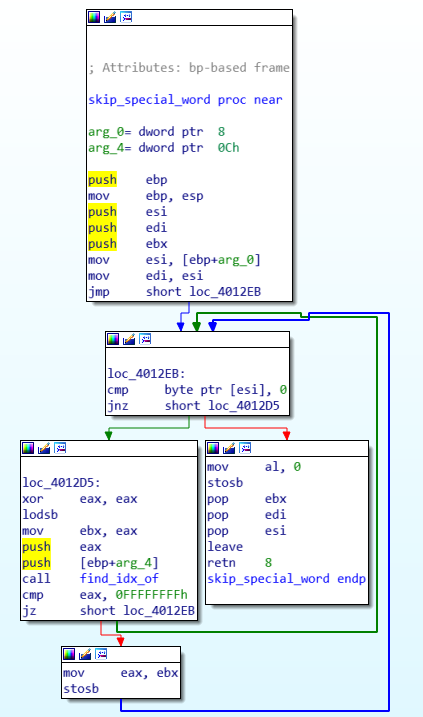 ; Attributes: bp-based frame
skip_special_word proc near
arg_0= dword ptr  8
arg_4= dword ptr  0Ch
push    ebp
mov     ebp, esp
push    esi
push    edi
push    ebx
mov     esi, [ebp+arg_0]
mov     edi, esi
jmp     short loc_4012EB
loc_4012EB:
cmp     byte ptr [esi], 0
jnz     short loc_4012D5
loc_4012D5:
xor     eax, eax
lodsb
mov     ebx, eax
push    eax
push    [ebp+arg_4]
call    find_idx_of
cmp     eax, 0FFFFFFFFh
jz      short loc_4012EB
mov     al, 0
stosb
pop     ebx
pop     edi
pop     esi
leave
retn    8
skip_special_word endp
mov     eax, ebx
stosb